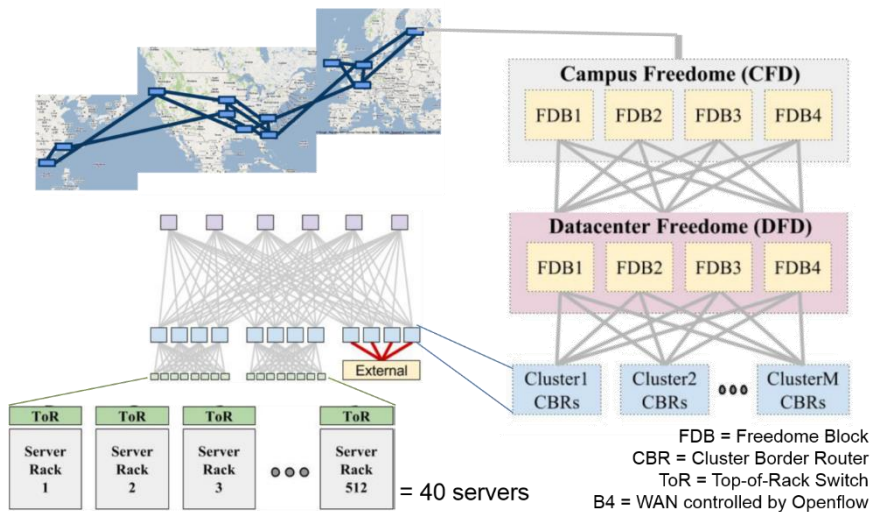 Campus Freedome (CFD)
FDB1 FDB2 FDB3 FDB4
Datacenter Freedome (DFD)
FDB1 FDB2 FDB3 FDB4
Cluster1 CBRs
Cluster2 CBRs
ClusterM CBRs
External
ToR ToR ToR ToR
Server Rack 1
Server Rack 2
Server Rack 3
Server Rack 512
= 40 servers
FDB = Freedome Block
CBR = Cluster Border Router
ToR = Top-of-Rack Switch
B4 = WAN controlled by Openflow